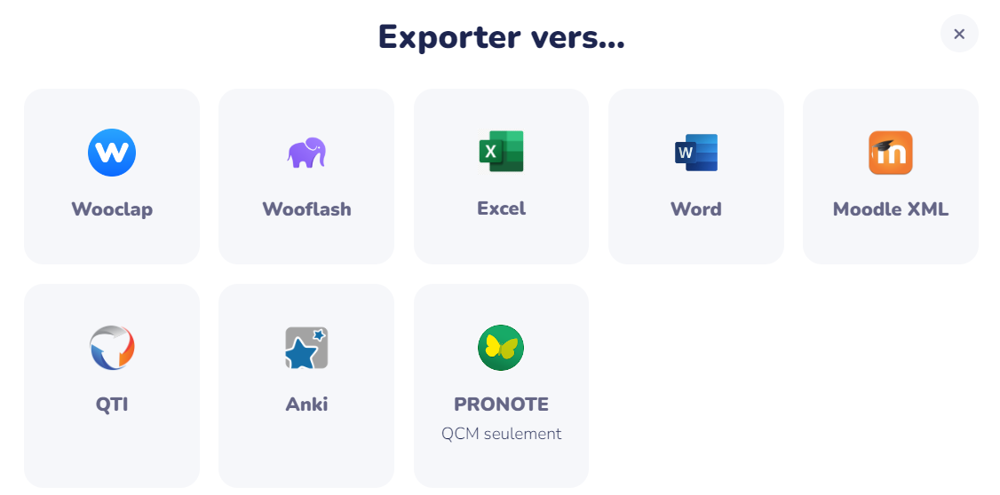 Exporter vers...
Wooclap
Wooflash
Excel
Word
Moodle XML
QTI
Anki
PRONOTE
QCM seulement